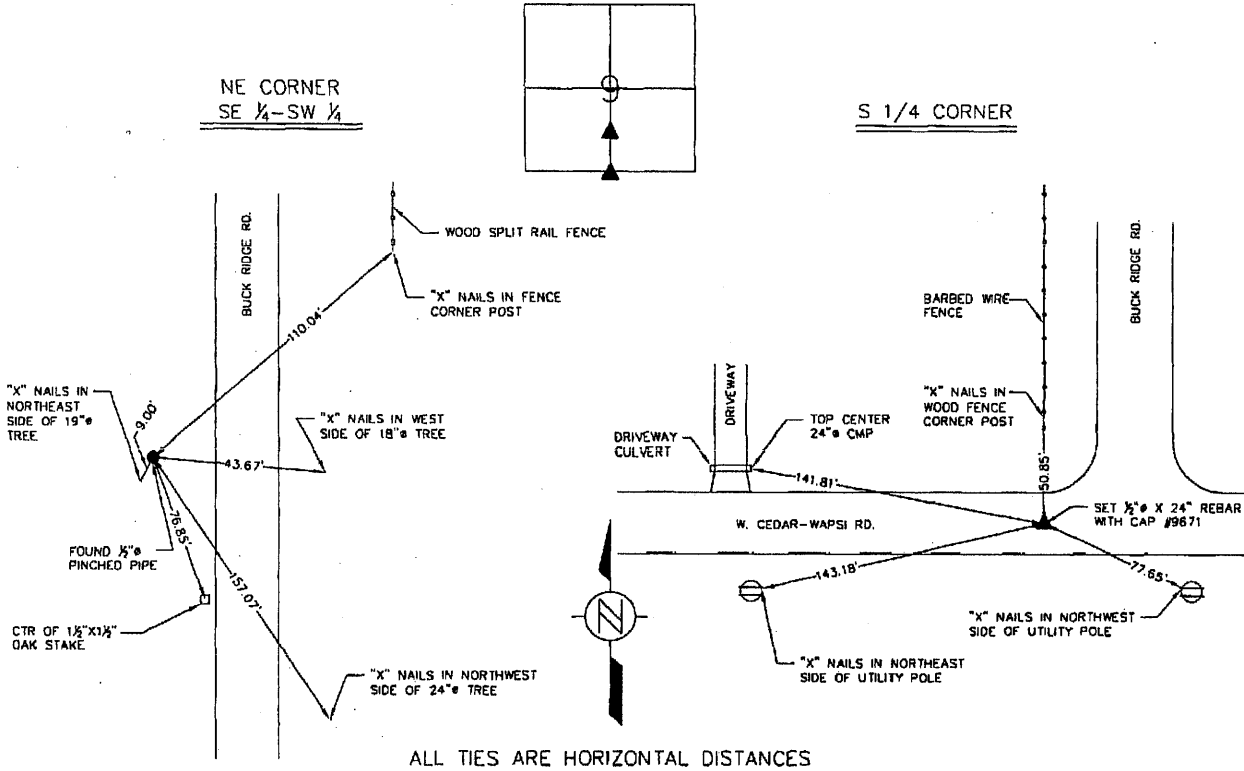 NE CORNER
SE ¼-SW ¼
9
S 1/4 CORNER
BUCK RIDGE RD.
WOOD SPLIT RAIL FENCE
"X" NAILS IN FENCE
CORNER POST
110.04'
"X" NAILS IN
NORTHEAST
SIDE OF 19"ø
TREE
9.00'
"X" NAILS IN WEST
SIDE OF 18"ø TREE
43.67'
76.85'
FOUND ½"ø
PINCHED PIPE
157.07'
CTR OF 1½"X1½"
OAK STAKE
"X" NAILS IN NORTHWEST
SIDE OF 24"ø TREE
BUCK RIDGE RD.
BARBED WIRE
FENCE
"X" NAILS IN
WOOD FENCE
CORNER POST
DRIVEWAY
TOP CENTER
24"ø CMP
DRIVEWAY
CULVERT
141.81'
50.85'
SET ½"ø X 24" REBAR
WITH CAP #9671
W. CEDAR-WAPSI RD.
143.18'
77.65'
"X" NAILS IN NORTHWEST
SIDE OF UTILITY POLE
"X" NAILS IN NORTHEAST
SIDE OF UTILITY POLE
N
ALL TIES ARE HORIZONTAL DISTANCES